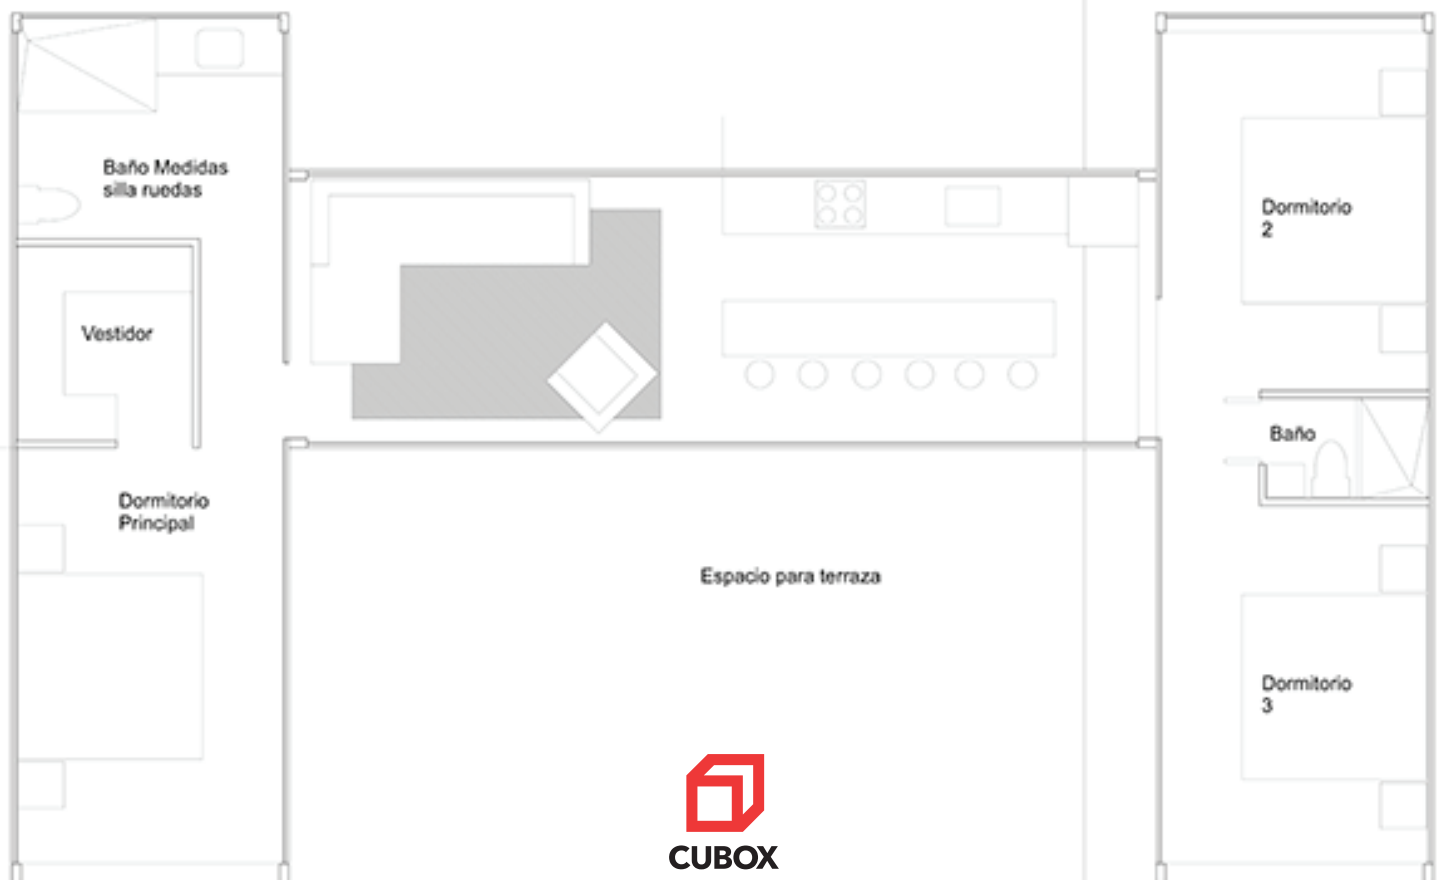 Baño Medidas
silla ruedas
Vestidor
Dormitorio
Principal
Dormitorio
2
Baño
Dormitorio
3
Espacio para terraza
CUBOX